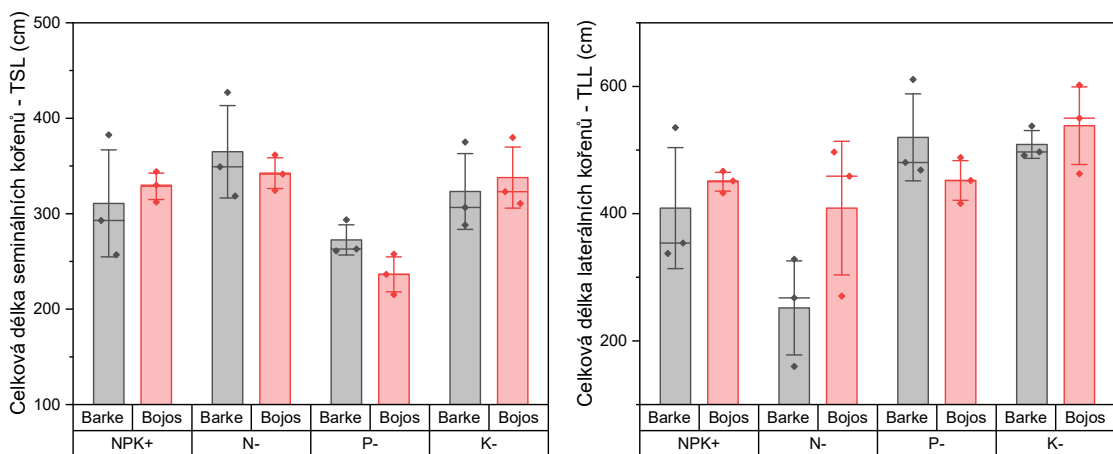 Celková délka seminálních kořenů - TSL (cm)
500
400
300
200
100
Barke Bojos Barke Bojos Barke Bojos Barke Bojos
NPK+ N- P- K-
Celková délka laterálních kořenů - TLL (cm)
600
400
200
Barke Bojos Barke Bojos Barke Bojos Barke Bojos
NPK+ N- P- K-